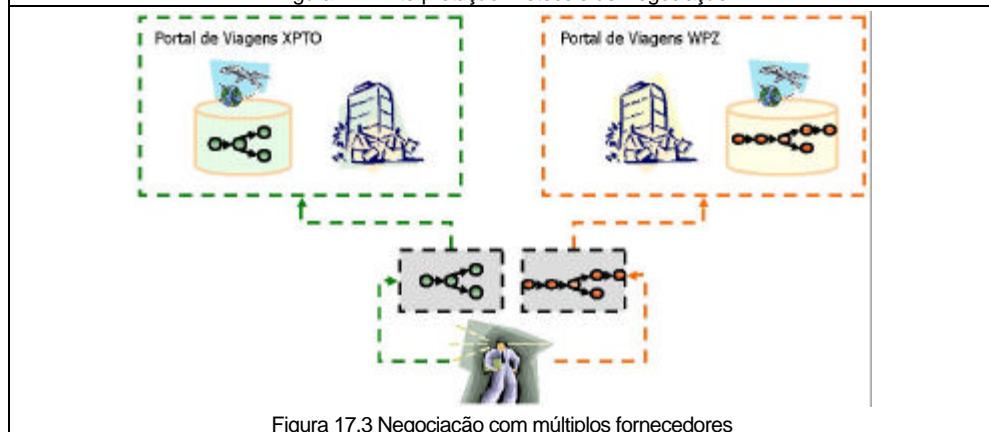 Portal de Viagens XPTO
Portal de Viagens WPZ
Figura 17.3 Negociação com múltiplos fornecedores